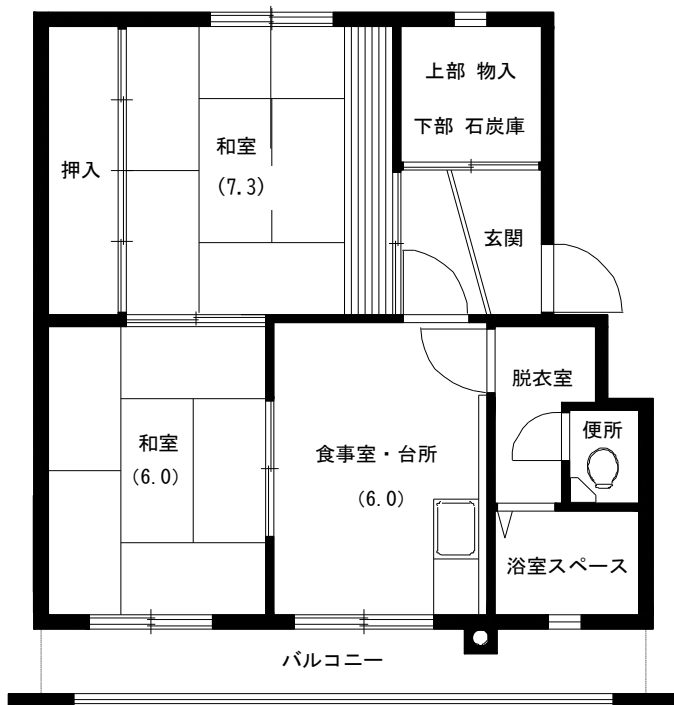 上部 物入
下部 石炭庫
和室
(7.3)
押入
玄関
脱衣室
便所
和室
(6.0)
食事室・台所
(6.0)
浴室スペース
バルコニー